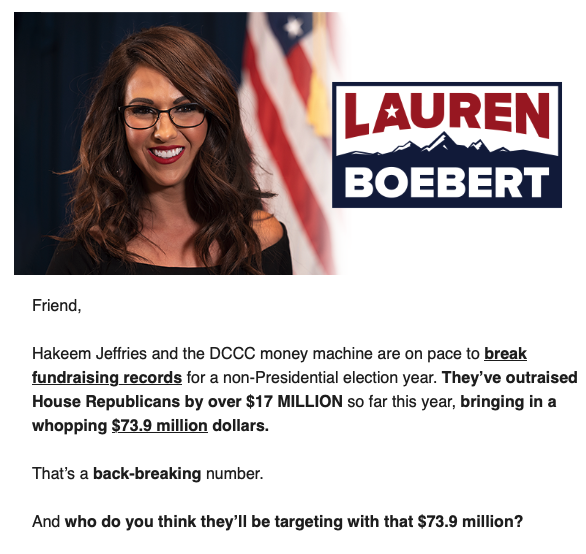 LAUREN
BOEBERT
Friend,
Hakeem Jeffries and the DCCC money machine are on pace to break
fundraising records for a non-Presidential election year. They’ve outraised
House Republicans by over $17 MILLION so far this year, bringing in a
whopping $73.9 million dollars.
That’s a back-breaking number.
And who do you think they’ll be targeting with that $73.9 million?